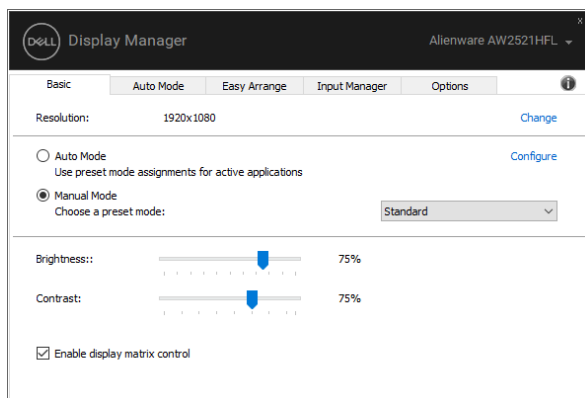 DELL Display Manager Alienware AW2521HFL
x
Basic Auto Mode Easy Arrange Input Manager Options i
Resolution: 1920x1080 Change
Auto Mode Configure
Use preset mode assignments for active applications
Manual Mode
Choose a preset mode: Standard
Brightness:: 75%
Contrast: 75%
Enable display matrix control